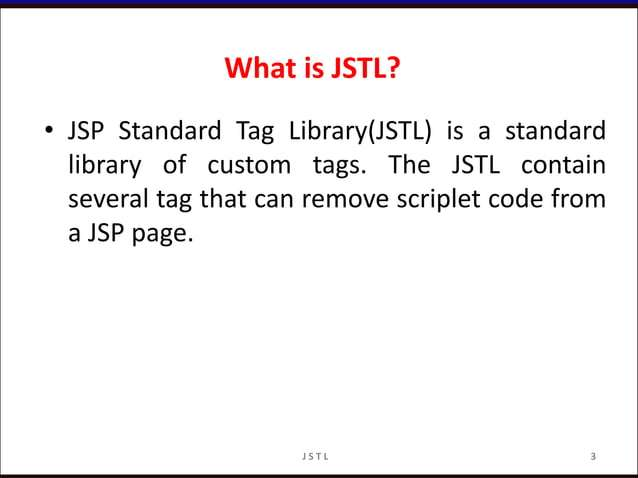 What is JSTL?
• JSP Standard Tag Library(JSTL) is a standard
library of custom tags. The JSTL contain
several tag that can remove scriplet code from
a JSP page.
J S T L
3